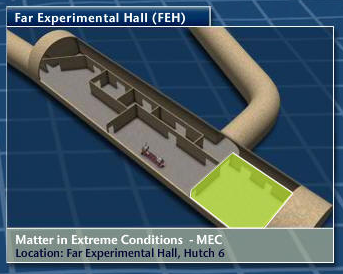 Far Experimental Hall (FEH)
Matter in Extreme Conditions - MEC
Location: Far Experimental Hall, Hutch 6